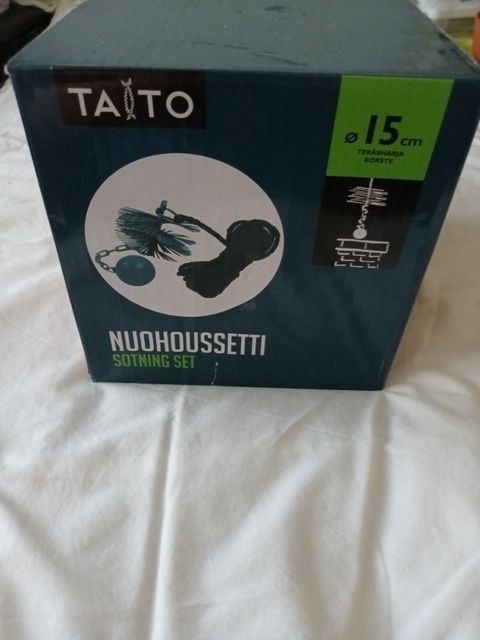 TAITO
ø 15 cm
TERÄSHARJA
BORSTE
NUOHOUSSETTI
SOTNING SET